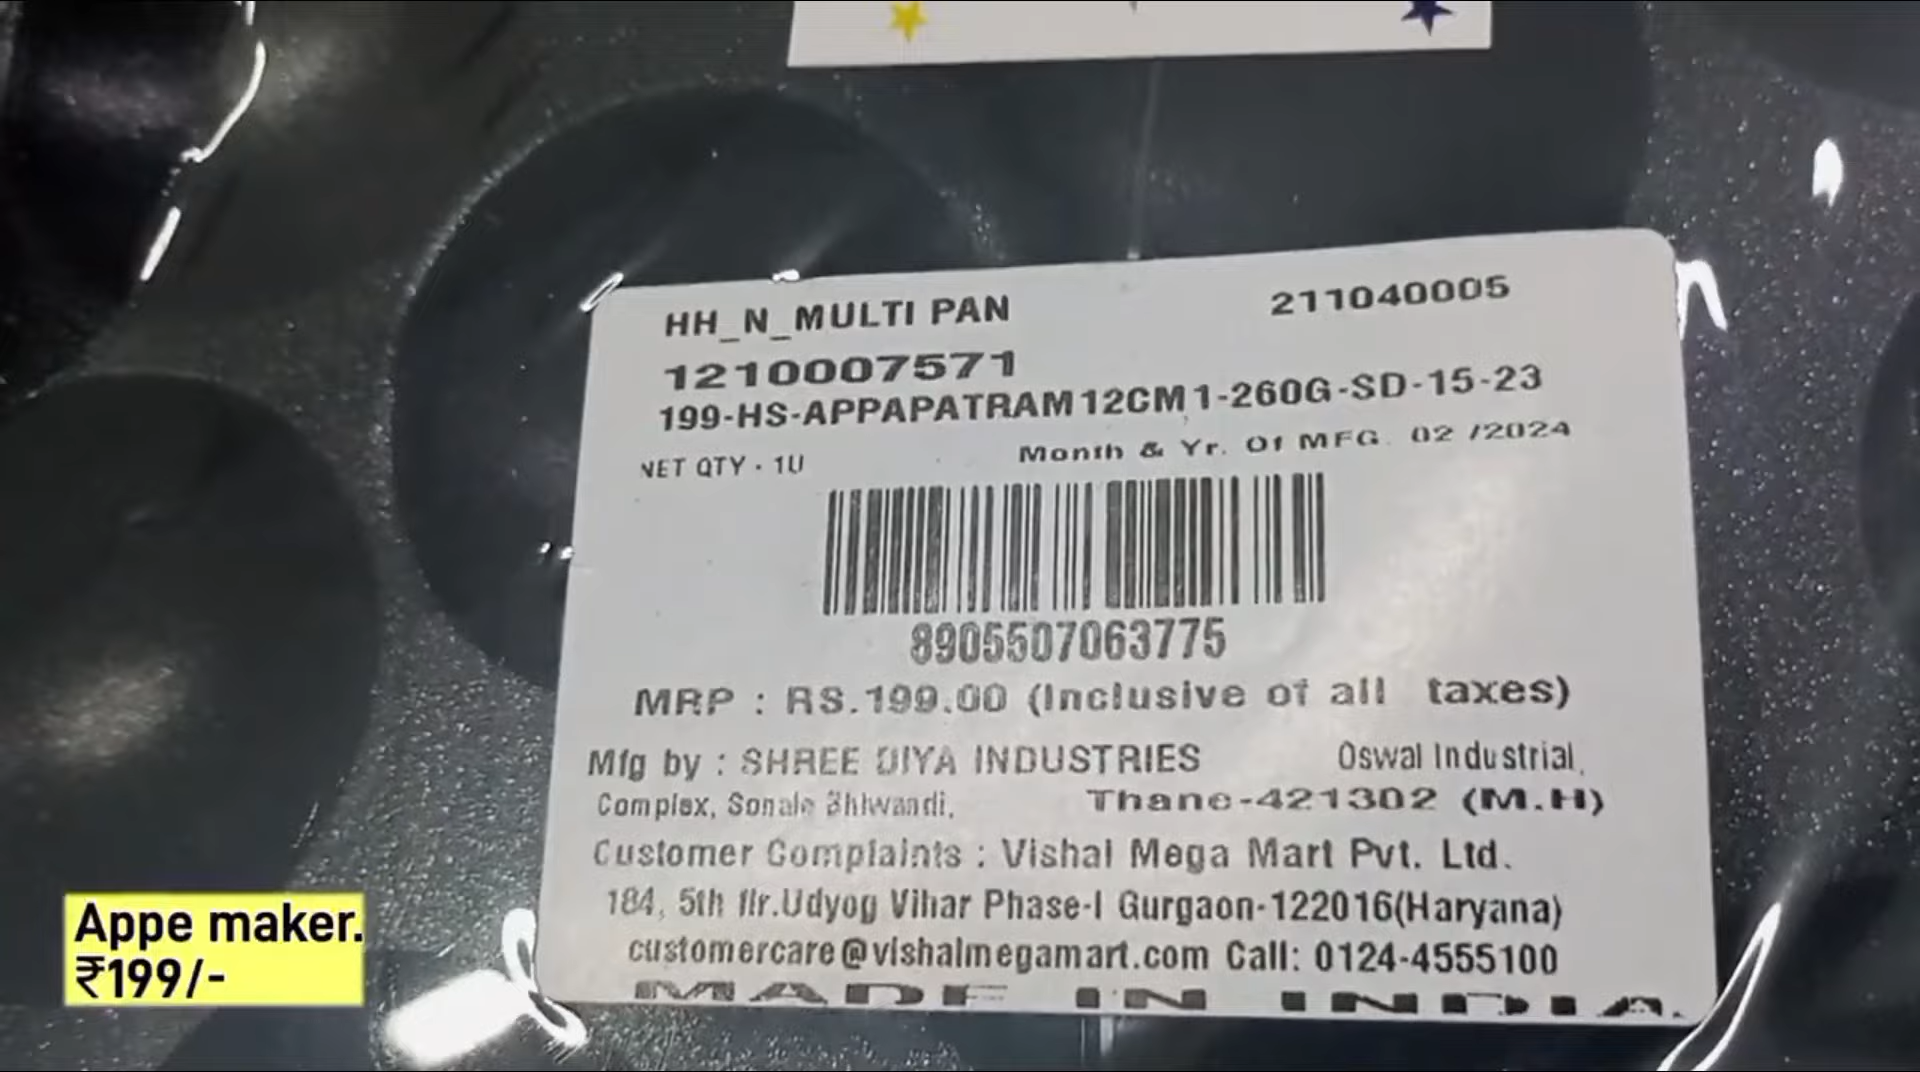 HH_N_MULTI PAN 211040005
1210007571
199-HS-APPAPATRAM12CM1-260G-SD-15-23
NET QTY - 1U Month & Yr. Of MFG. 02 /2024
8905507063775
MRP : RS.199.00 (Inclusive of all taxes)
Mfg by : SHREE DIYA INDUSTRIES Oswal Industrial,
Complex, Sonale Bhiwandi, Thane-421302 (M.H)
Customer Complaints : Vishal Mega Mart Pvt. Ltd.
184, 5th flr.Udyog Vihar Phase-I Gurgaon-122016(Haryana)
customercare@vishalmegamart.com Call: 0124-4555100
MADE IN INDIA.
Appe maker.
₹199/-